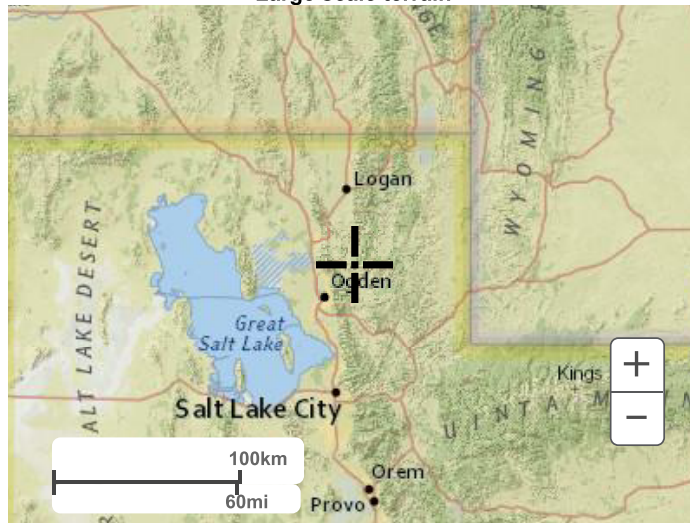 Large Scale terrain
Logan
WYOMING
Ogden
Great
Salt Lake
ALT LAKE DESERT
Kings
+
−
Salt Lake City
UINTA M N
100km
60mi
Orem
Provo